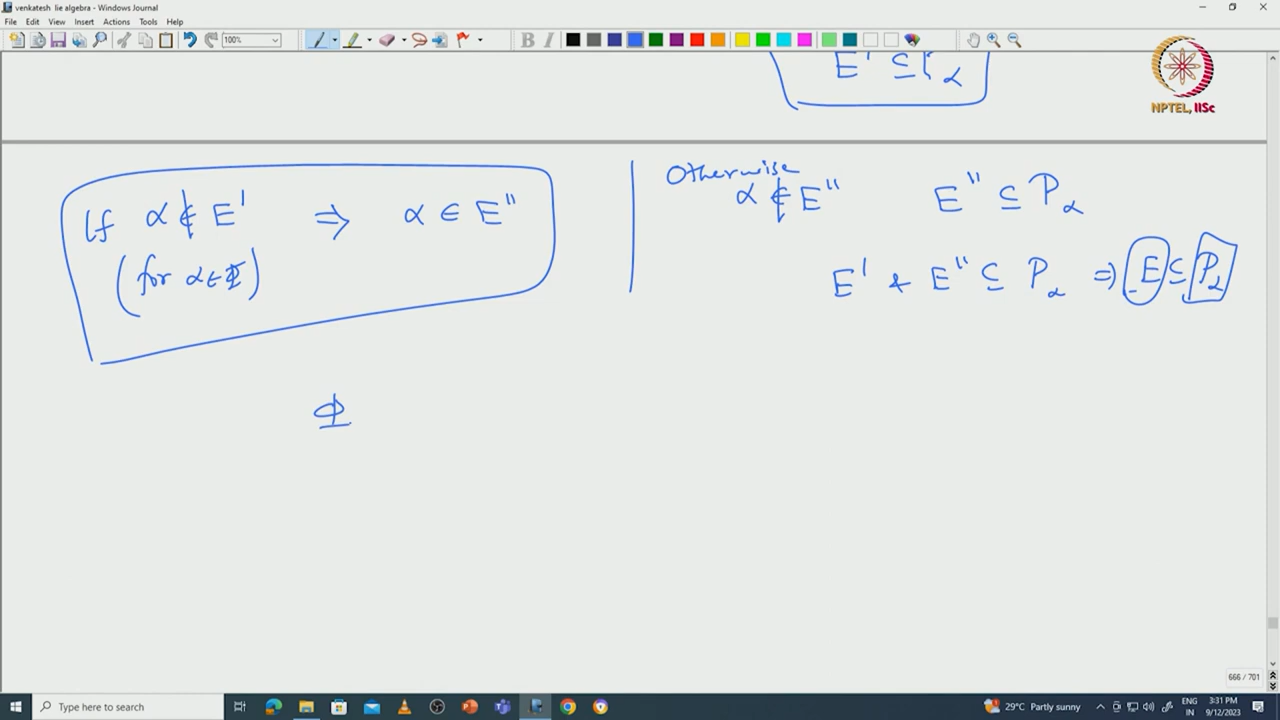 venkatesh lie algebra - Windows Journal
File Edit View Insert Actions Tools Help
100%
B I
NPTEL, IISc
E' ⊆ P_α
If α ∉ E' ⇒ α ∈ E''
(for α ∈ Φ)
Otherwise
α ∉ E'' E'' ⊆ P_α
E' & E'' ⊆ P_α ⇒ E ⊆ P_α
Φ
666 / 701
Type here to search
29°C Partly sunny
ENG
IN
3:31 PM
9/12/2023